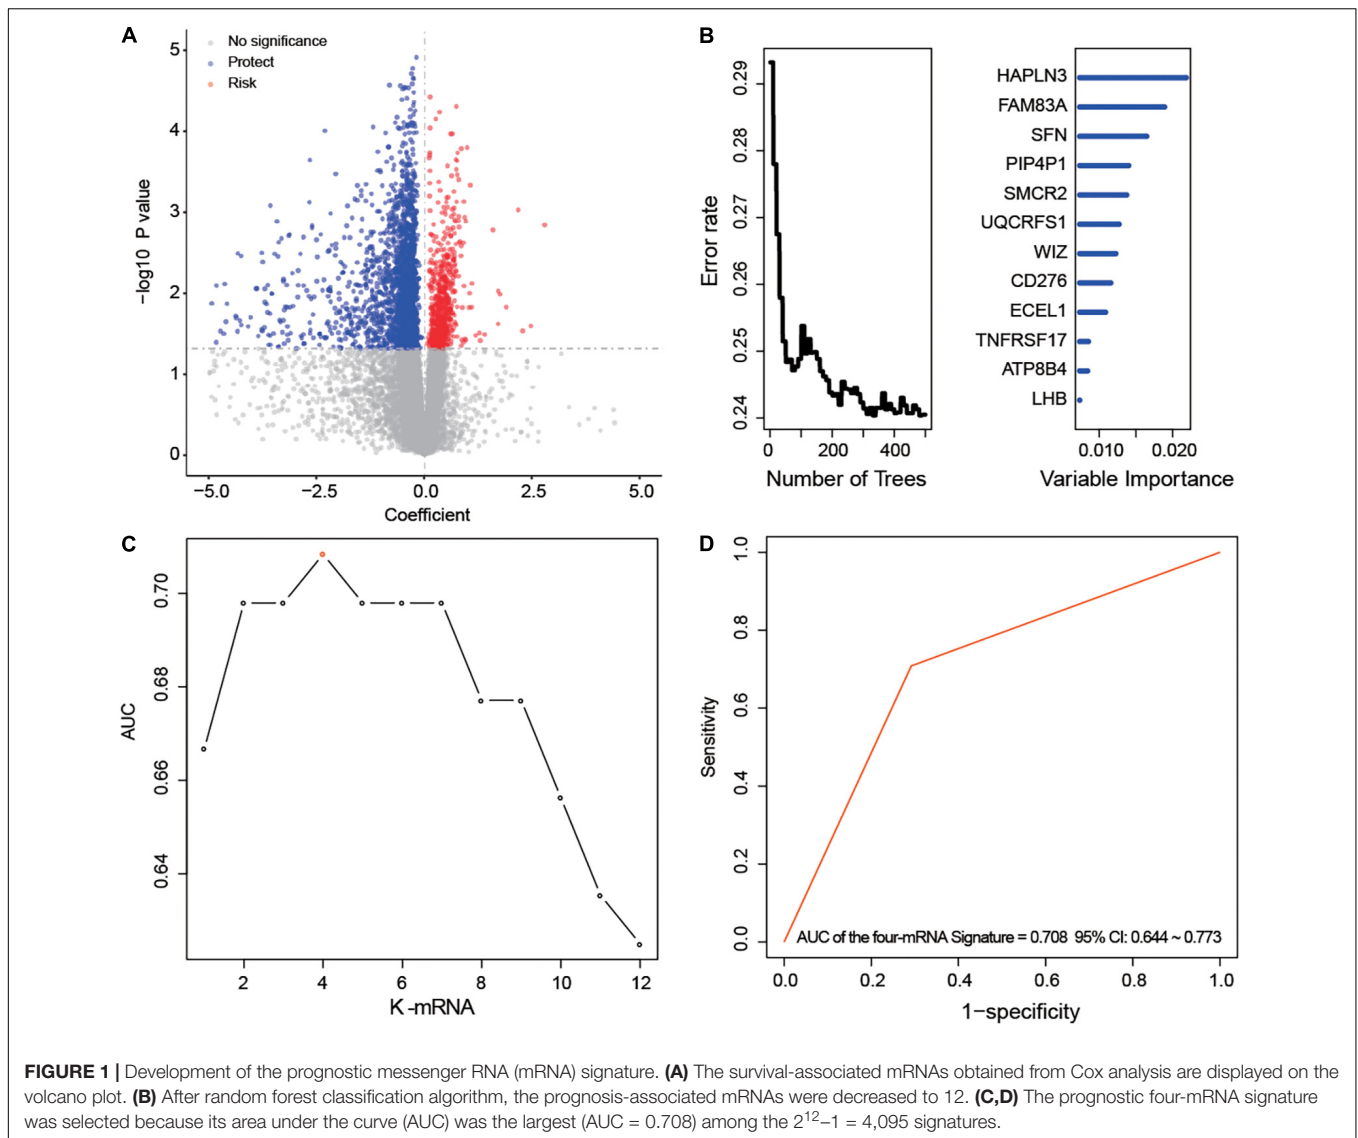 A
No significance
Protect
Risk
5
4
3
2
1
0
−log10 P value
−5.0 −2.5 0.0 2.5 5.0
Coefficient
B
0.29
0.28
0.27
0.26
0.25
0.24
Error rate
0 200 400
Number of Trees
HAPLN3
FAM83A
SFN
PIP4P1
SMCR2
UQCRFS1
WIZ
CD276
ECEL1
TNFRSF17
ATP8B4
LHB
0.010 0.020
Variable Importance
C
0.70
0.68
0.66
0.64
AUC
2 4 6 8 10 12
K-mRNA
D
1.0
0.8
0.6
0.4
0.2
0.0
Sensitivity
AUC of the four-mRNA Signature = 0.708 95% CI: 0.644 ~ 0.773
0.0 0.2 0.4 0.6 0.8 1.0
1−specificity
FIGURE 1 | Development of the prognostic messenger RNA (mRNA) signature. (A) The survival-associated mRNAs obtained from Cox analysis are displayed on the
volcano plot. (B) After random forest classification algorithm, the prognosis-associated mRNAs were decreased to 12. (C,D) The prognostic four-mRNA signature
was selected because its area under the curve (AUC) was the largest (AUC = 0.708) among the 2¹²–1 = 4,095 signatures.